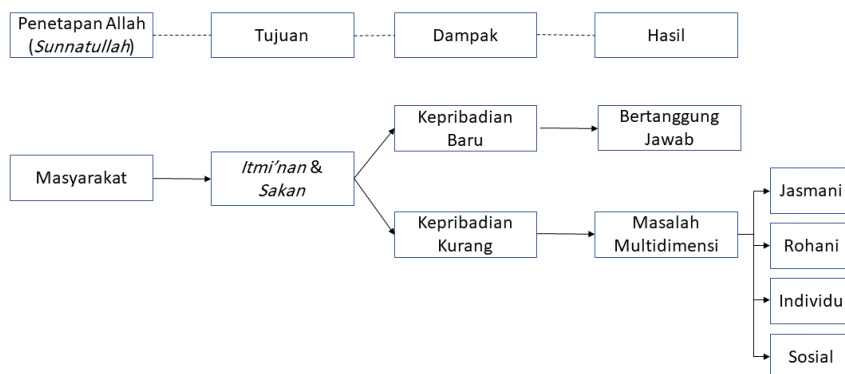 Penetapan Allah
(Sunnatullah)
Tujuan
Dampak
Hasil
Masyarakat
Itmi’nan &
Sakan
Kepribadian
Baru
Bertanggung
Jawab
Kepribadian
Kurang
Masalah
Multidimensi
Jasmani
Rohani
Individu
Sosial